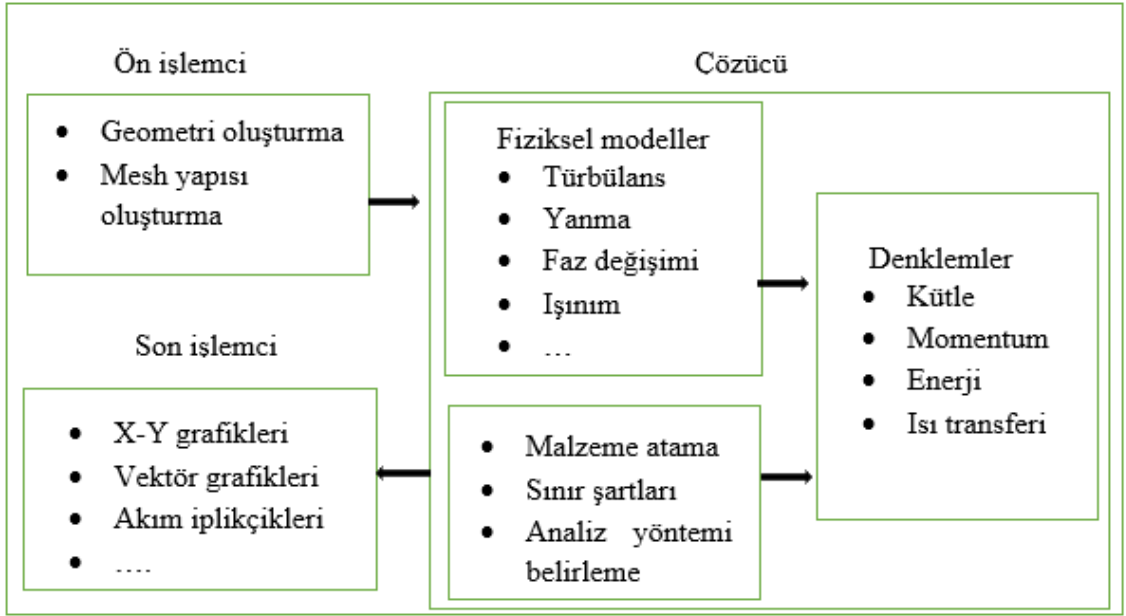 Ön işlemci
• Geometri oluşturma
• Mesh yapısı
oluşturma
Çözücü
Fiziksel modeller
• Türbülans
• Yanma
• Faz değişimi
• Işınım
• …
• Malzeme atama
• Sınır şartları
• Analiz yöntemi
belirleme
Denklemler
• Kütle
• Momentum
• Enerji
• Isı transferi
Son işlemci
• X-Y grafikleri
• Vektör grafikleri
• Akım iplikçikleri
• ….